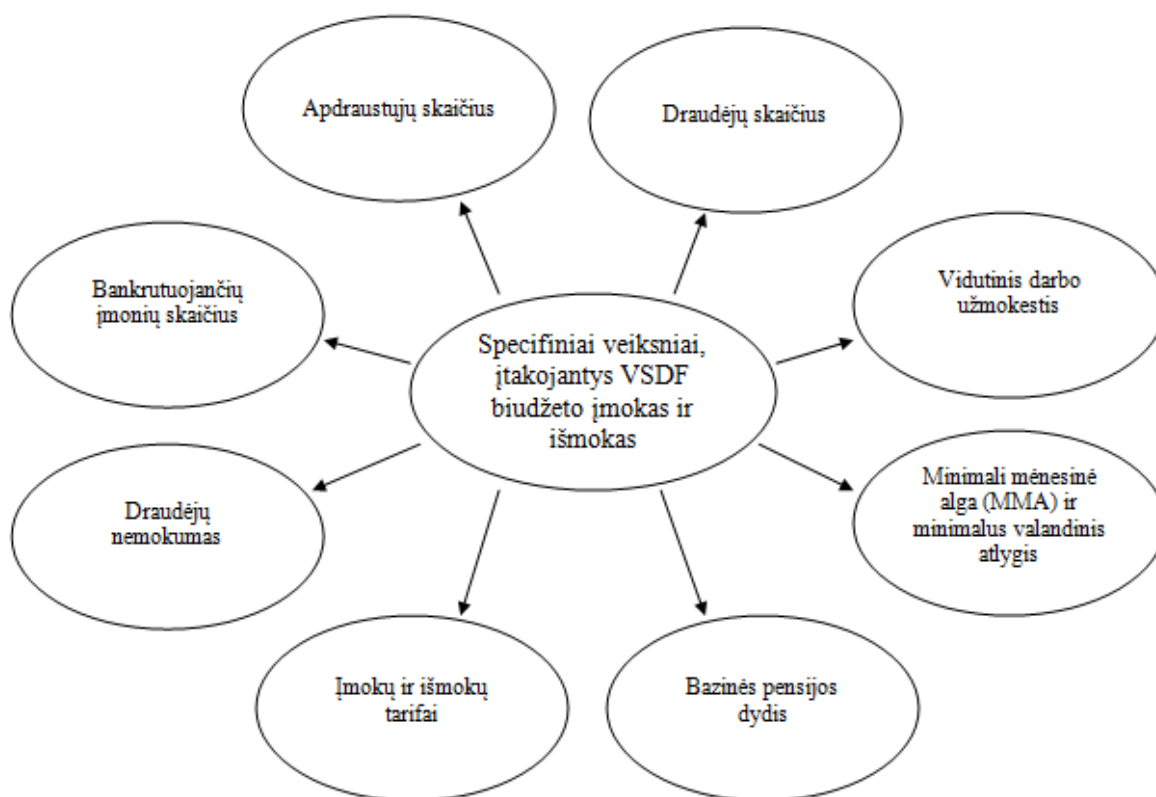 Apdraustųjų skaičius
Draudėjų skaičius
Bankrutuojančių
įmonių skaičius
Vidutinis darbo
užmokestis
Specifiniai veiksniai,
įtakojantys VSDF
biudžeto įmokas ir
išmokas
Draudėjų
nemokumas
Minimali mėnesinė
alga (MMA) ir
minimalus valandinis
atlygis
Įmokų ir išmokų
tarifai
Bazinės pensijos
dydis